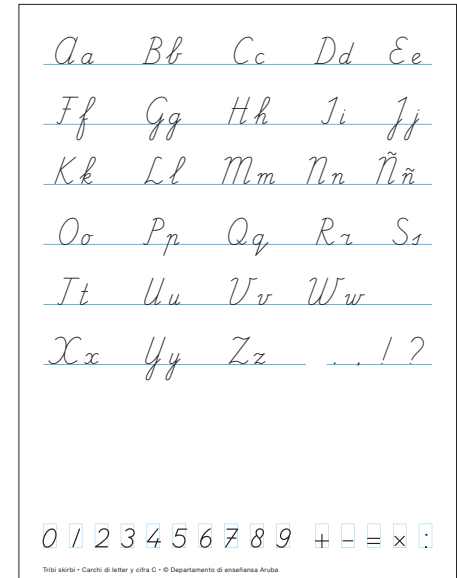 Aa Bb Cc Dd Ee
Ff Gg Hh Ii Jj
Kk Ll Mm Nn Ññ
Oo Pp Qq Rr Ss
Tt Uu Vv Ww
Xx Yy Zz . , ! ?
0 1 2 3 4 5 6 7 8 9 + - = × :
Tribi skirbi • Carchi di letter y cifra C • © Departamento di enseñansa Aruba